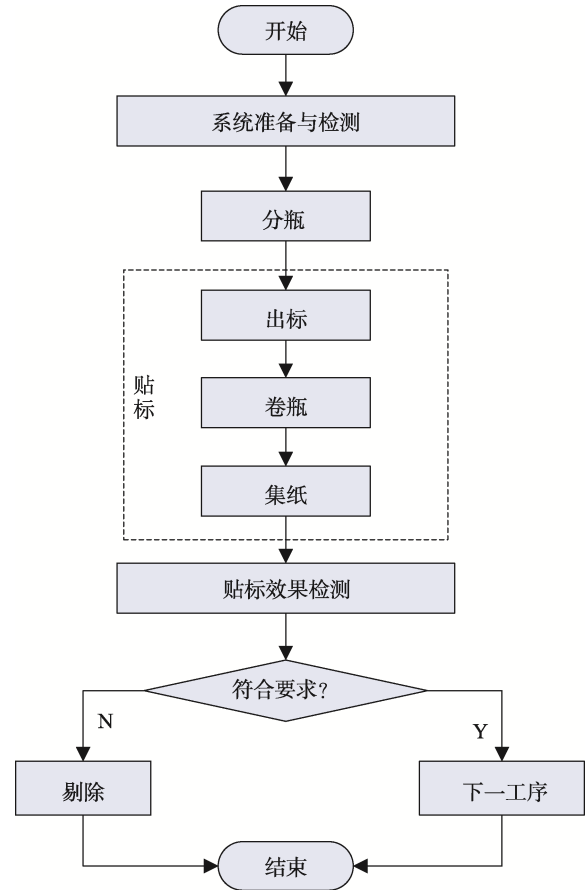 开始
系统准备与检测
分瓶
出标
贴
标
卷瓶
集纸
贴标效果检测
符合要求?
N
Y
剔除
下一工序
结束